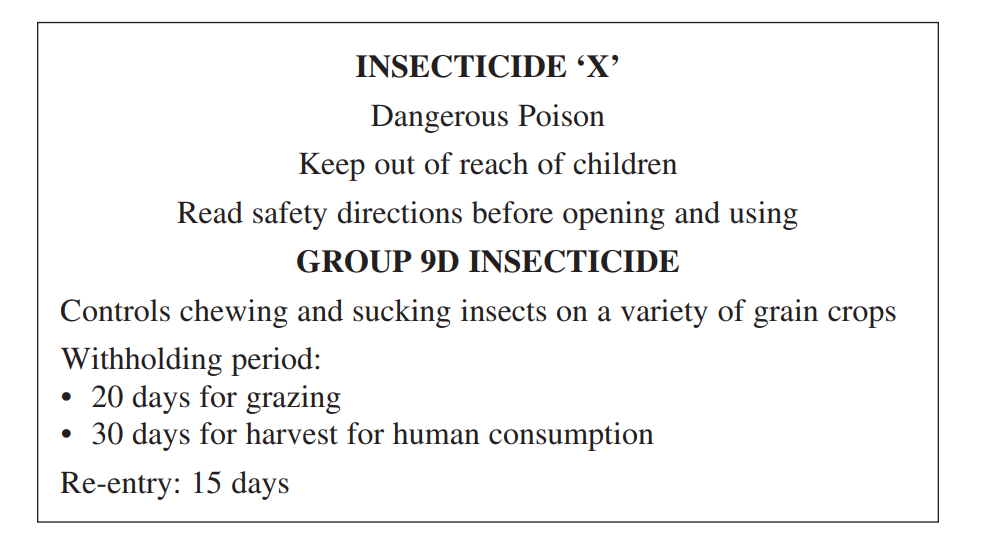 INSECTICIDE ‘X’
Dangerous Poison
Keep out of reach of children
Read safety directions before opening and using
GROUP 9D INSECTICIDE
Controls chewing and sucking insects on a variety of grain crops
Withholding period:
• 20 days for grazing
• 30 days for harvest for human consumption
Re-entry: 15 days